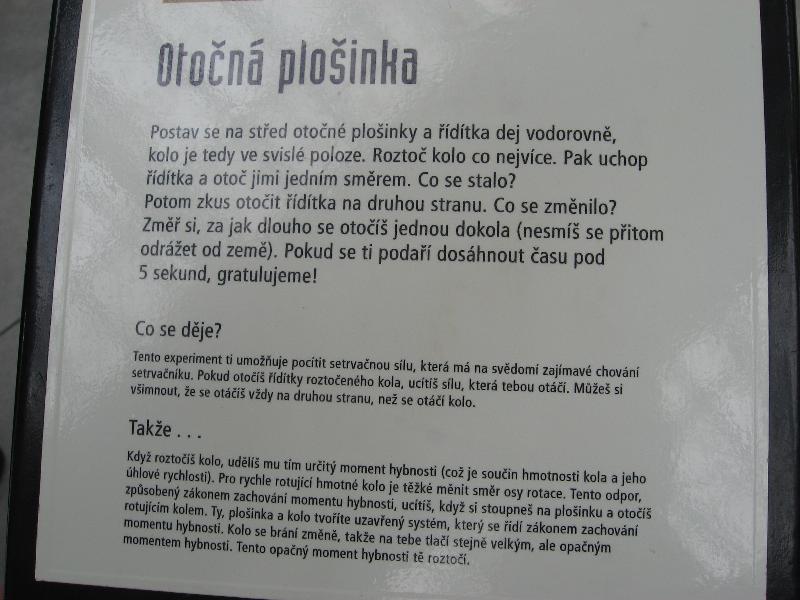 Otočná plošinka
Postav se na střed otočné plošinky a řídítka dej vodorovně,
kolo je tedy ve svislé poloze. Roztoč kolo co nejvíce. Pak uchop
řídítka a otoč jimi jedním směrem. Co se stalo?
Potom zkus otočit řídítka na druhou stranu. Co se změnilo?
Změř si, za jak dlouho se otočíš jednou dokola (nesmíš se přitom
odrážet od země). Pokud se ti podaří dosáhnout času pod
5 sekund, gratulujeme!
Co se děje?
Tento experiment ti umožňuje pocítit setrvačnou sílu, která má na svědomí zajímavé chování
setrvačníku. Pokud otočíš řídítky roztočeného kola, ucítíš sílu, která tebou otáčí. Můžeš si
všimnout, že se otáčíš vždy na druhou stranu, než se otáčí kolo.
Takže . . .
Když roztočíš kolo, udělíš mu tím určitý moment hybnosti (což je součin hmotnosti kola a jeho
úhlové rychlosti). Pro rychle rotující hmotné kolo je těžké měnit směr osy rotace. Tento odpor,
způsobený zákonem zachování momentu hybnosti, ucítíš, když si stoupneš na plošinku a otočíš
rotujícím kolem. Ty, plošinka a kolo tvoříte uzavřený systém, který se řídí zákonem zachování
momentu hybnosti. Kolo se brání změně, takže na tebe tlačí stejně velkým, ale opačným
momentem hybnosti. Tento opačný moment hybnosti tě roztočí.